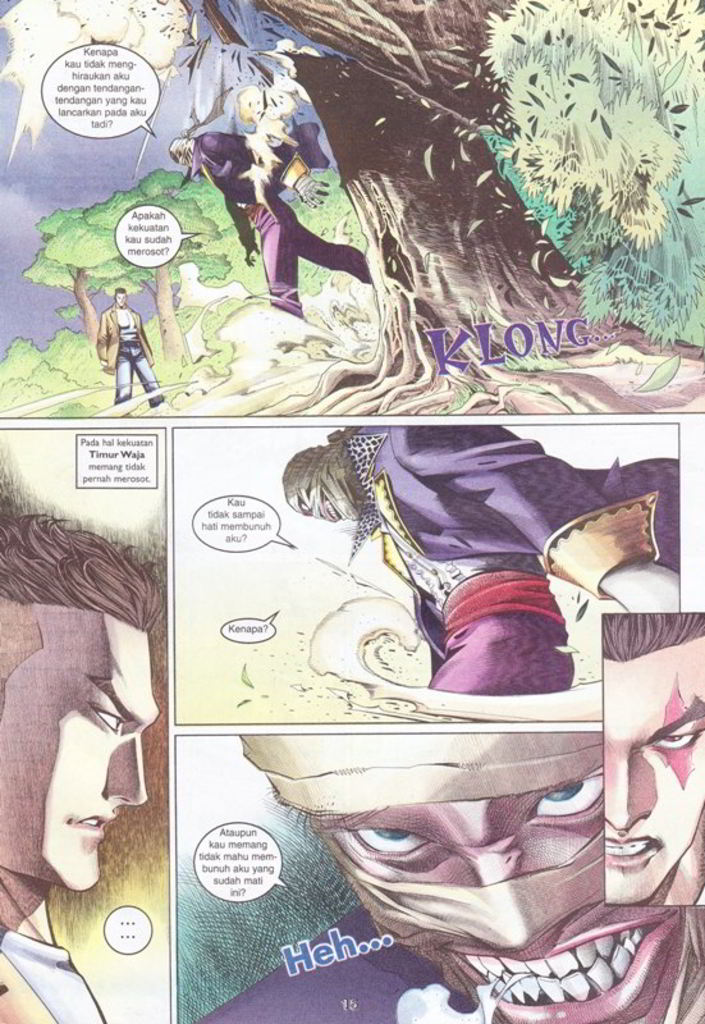 Kenapa
kau tidak meng-
hiraukan aku
dengan tendangan-
tendangan yang kau
lancarkan pada aku
tadi?
Apakah
kekuatan
kau sudah
merosot?
KLONG...
Pada hal kekuatan
Timur Waja
memang tidak
pernah merosot.
... ...
Kau
tidak sampai
hati membunuh
aku?
Kenapa?
Ataupun
kau memang
tidak mahu mem-
bunuh aku yang
sudah mati
ini?
Heh...
15